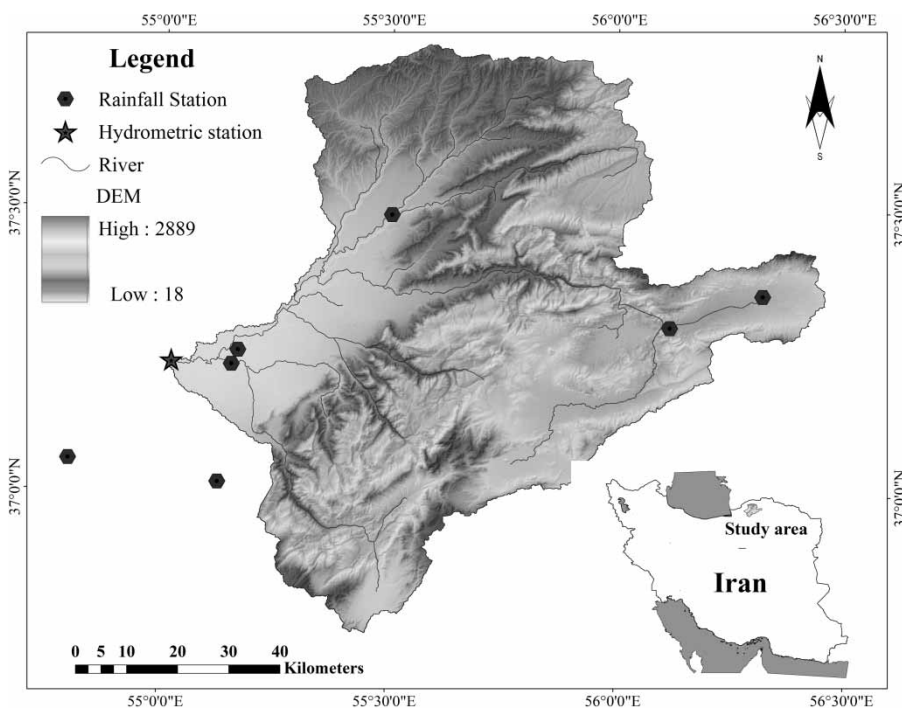 55°0'0"E 55°30'0"E 56°0'0"E 56°30'0"E
Legend
Rainfall Station
Hydrometric station
River
DEM
High : 2889
Low : 18
N
S
37°30'0"N
37°30'0"N
37°0'0"N
37°0'0"N
Study area
Iran
0 5 10 20 30 40
Kilometers
55°0'0"E 55°30'0"E 56°0'0"E 56°30'0"E